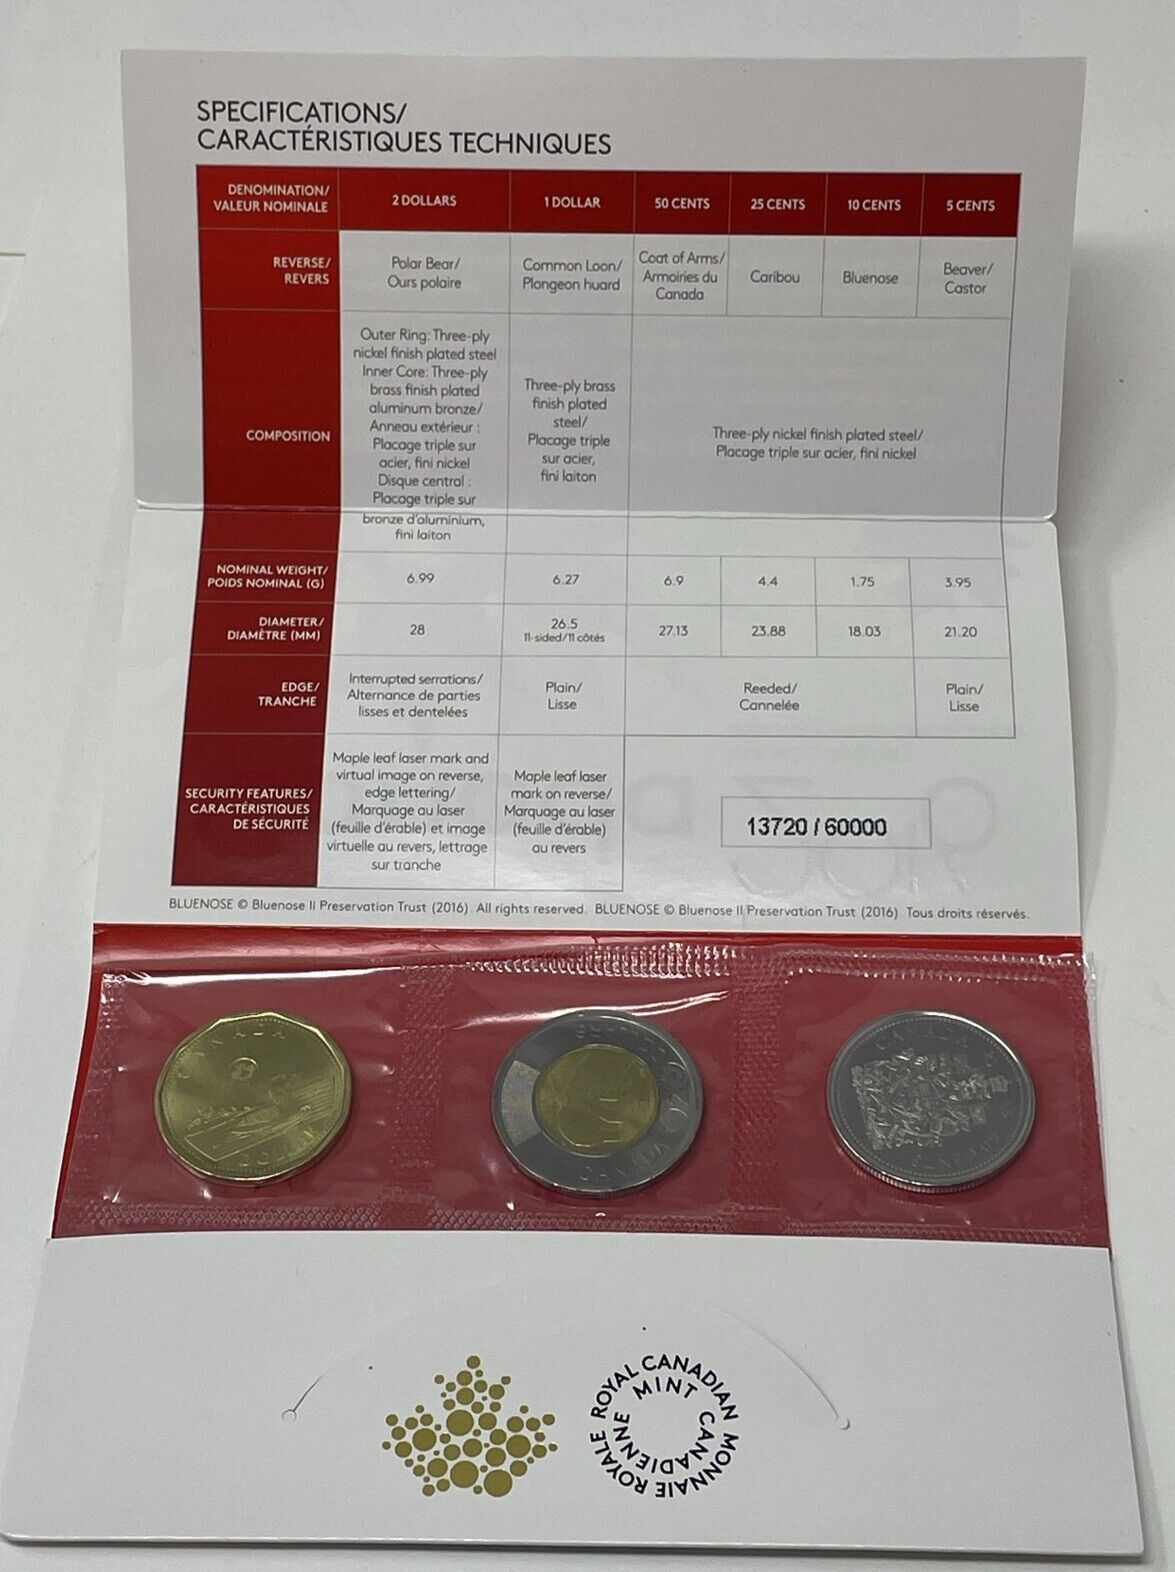 SPECIFICATIONS/
CARACTÉRISTIQUES TECHNIQUES
DENOMINATION/
VALEUR NOMINALE
2 DOLLARS
1 DOLLAR
50 CENTS
25 CENTS
10 CENTS
5 CENTS
REVERSE/
REVERS
Polar Bear/
Ours polaire
Common Loon/
Plongeon huard
Coat of Arms/
Armoiries du
Canada
Caribou
Bluenose
Beaver/
Castor
COMPOSITION
Outer Ring: Three-ply
nickel finish plated steel
Inner Core: Three-ply
brass finish plated
aluminum bronze/
Anneau extérieur :
Placage triple sur
acier, fini nickel
Disque central :
Placage triple sur
bronze d'aluminium,
fini laiton
Three-ply brass
finish plated
steel/
Placage triple
sur acier,
fini laiton
Three-ply nickel finish plated steel/
Placage triple sur acier, fini nickel
NOMINAL WEIGHT/
POIDS NOMINAL (G)
6.99
6.27
6.9
4.4
1.75
3.95
DIAMETER/
DIAMÈTRE (MM)
28
26.5
11-sided/11 côtés
27.13
23.88
18.03
21.20
EDGE/
TRANCHE
Interrupted serrations/
Alternance de parties
lisses et dentelées
Plain/
Lisse
Reeded/
Cannelée
Plain/
Lisse
SECURITY FEATURES/
CARACTÉRISTIQUES
DE SÉCURITÉ
Maple leaf laser mark and
virtual image on reverse,
edge lettering/
Marquage au laser
(feuille d'érable) et image
virtuelle au revers, lettrage
sur tranche
Maple leaf laser
mark on reverse/
Marquage au laser
(feuille d'érable)
au revers
13720 / 60000
BLUENOSE © Bluenose II Preservation Trust (2016) All rights reserved. BLUENOSE © Bluenose II Preservation Trust (2016) Tous droits réservés.
CANADA
DOLLAR
CANADA
CANADA
50 CENTS
ROYAL CANADIAN MINT
MONNAIE ROYALE CANADIENNE